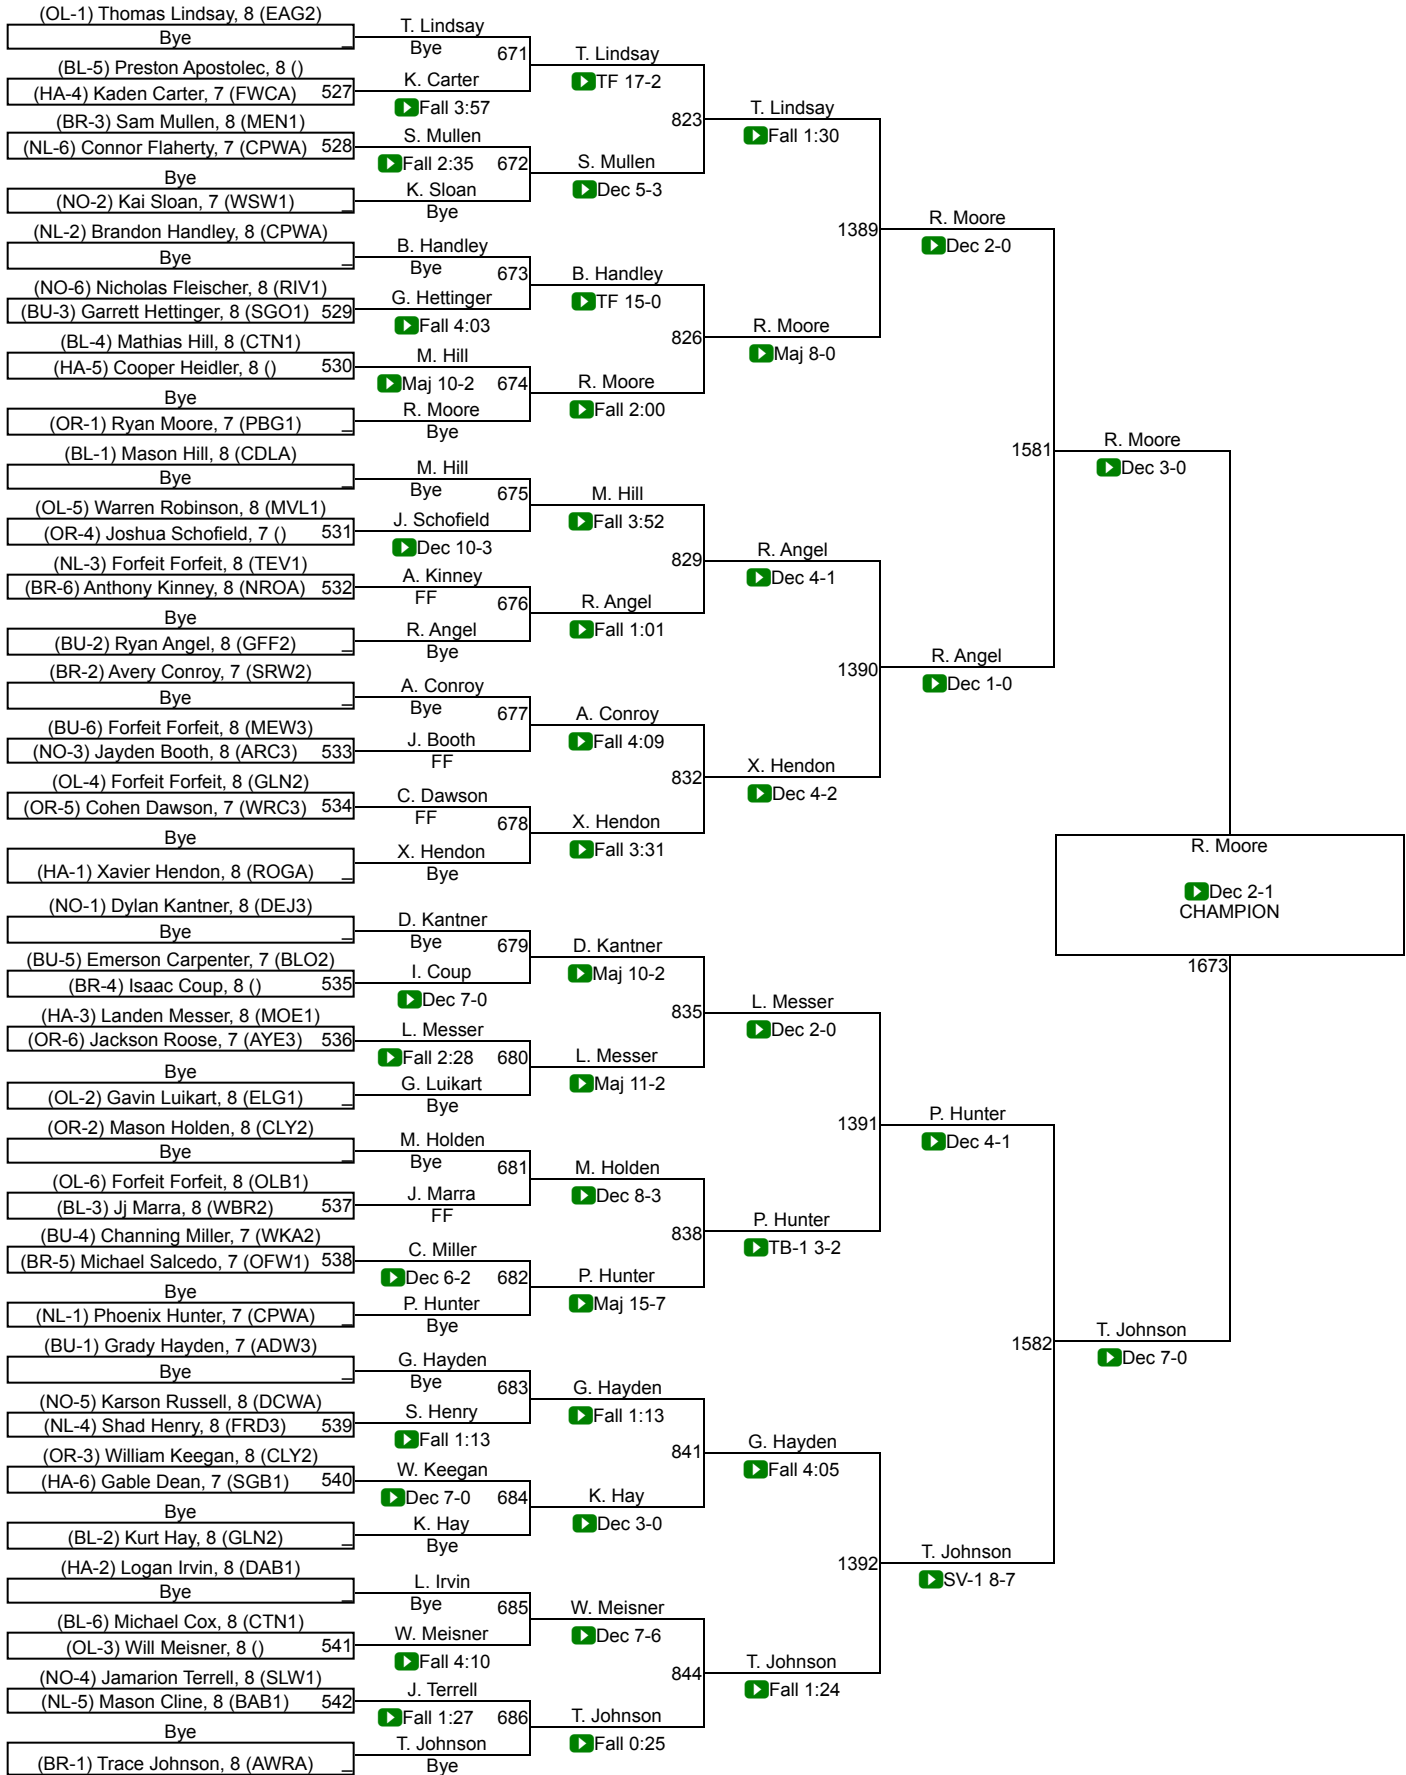 (OL-1) Thomas Lindsay, 8 (EAG2)
Bye _
(BL-5) Preston Apostolec, 8 ()
(HA-4) Kaden Carter, 7 (FWCA) 527
(BR-3) Sam Mullen, 8 (MEN1)
(NL-6) Connor Flaherty, 7 (CPWA) 528
Bye
(NO-2) Kai Sloan, 7 (WSW1) _
(NL-2) Brandon Handley, 8 (CPWA)
Bye _
(NO-6) Nicholas Fleischer, 8 (RIV1)
(BU-3) Garrett Hettinger, 8 (SGO1) 529
(BL-4) Mathias Hill, 8 (CTN1)
(HA-5) Cooper Heidler, 8 () 530
Bye
(OR-1) Ryan Moore, 7 (PBG1) _
(BL-1) Mason Hill, 8 (CDLA)
Bye _
(OL-5) Warren Robinson, 8 (MVL1)
(OR-4) Joshua Schofield, 7 () 531
(NL-3) Forfeit Forfeit, 8 (TEV1)
(BR-6) Anthony Kinney, 8 (NROA) 532
Bye
(BU-2) Ryan Angel, 8 (GFF2) _
(BR-2) Avery Conroy, 7 (SRW2)
Bye _
(BU-6) Forfeit Forfeit, 8 (MEW3)
(NO-3) Jayden Booth, 8 (ARC3) 533
(OL-4) Forfeit Forfeit, 8 (GLN2)
(OR-5) Cohen Dawson, 7 (WRC3) 534
Bye
(HA-1) Xavier Hendon, 8 (ROGA) _
(NO-1) Dylan Kantner, 8 (DEJ3)
Bye _
(BU-5) Emerson Carpenter, 7 (BLO2)
(BR-4) Isaac Coup, 8 () 535
(HA-3) Landen Messer, 8 (MOE1)
(OR-6) Jackson Roose, 7 (AYE3) 536
Bye
(OL-2) Gavin Luikart, 8 (ELG1) _
(OR-2) Mason Holden, 8 (CLY2)
Bye _
(OL-6) Forfeit Forfeit, 8 (OLB1)
(BL-3) Jj Marra, 8 (WBR2) 537
(BU-4) Channing Miller, 7 (WKA2)
(BR-5) Michael Salcedo, 7 (OFW1) 538
Bye
(NL-1) Phoenix Hunter, 7 (CPWA) _
(BU-1) Grady Hayden, 7 (ADW3)
Bye _
(NO-5) Karson Russell, 8 (DCWA)
(NL-4) Shad Henry, 8 (FRD3) 539
(OR-3) William Keegan, 8 (CLY2)
(HA-6) Gable Dean, 7 (SGB1) 540
Bye
(BL-2) Kurt Hay, 8 (GLN2) _
(HA-2) Logan Irvin, 8 (DAB1)
Bye _
(BL-6) Michael Cox, 8 (CTN1)
(OL-3) Will Meisner, 8 () 541
(NO-4) Jamarion Terrell, 8 (SLW1)
(NL-5) Mason Cline, 8 (BAB1) 542
Bye
(BR-1) Trace Johnson, 8 (AWRA) _
T. Lindsay
Bye 671
K. Carter
Fall 3:57
S. Mullen
Fall 2:35 672
K. Sloan
Bye
B. Handley
Bye 673
G. Hettinger
Fall 4:03
M. Hill
Maj 10-2 674
R. Moore
Bye
M. Hill
Bye 675
J. Schofield
Dec 10-3
A. Kinney
FF 676
R. Angel
Bye
A. Conroy
Bye 677
J. Booth
FF
C. Dawson
FF 678
X. Hendon
Bye
D. Kantner
Bye 679
I. Coup
Dec 7-0
L. Messer
Fall 2:28 680
G. Luikart
Bye
M. Holden
Bye 681
J. Marra
FF
C. Miller
Dec 6-2 682
P. Hunter
Bye
G. Hayden
Bye 683
S. Henry
Fall 1:13
W. Keegan
Dec 7-0 684
K. Hay
Bye
L. Irvin
Bye 685
W. Meisner
Fall 4:10
J. Terrell
Fall 1:27 686
T. Johnson
Bye
T. Lindsay
TF 17-2
823
S. Mullen
Dec 5-3
B. Handley
TF 15-0
826
R. Moore
Fall 2:00
M. Hill
Fall 3:52
829
R. Angel
Fall 1:01
A. Conroy
Fall 4:09
832
X. Hendon
Fall 3:31
D. Kantner
Maj 10-2
835
L. Messer
Maj 11-2
M. Holden
Dec 8-3
838
P. Hunter
Maj 15-7
G. Hayden
Fall 1:13
841
K. Hay
Dec 3-0
W. Meisner
Dec 7-6
844
T. Johnson
Fall 0:25
T. Lindsay
Fall 1:30
1389
R. Moore
Maj 8-0
R. Angel
Dec 4-1
1390
X. Hendon
Dec 4-2
L. Messer
Dec 2-0
1391
P. Hunter
TB-1 3-2
G. Hayden
Fall 4:05
1392
T. Johnson
Fall 1:24
R. Moore
Dec 2-0
1581
R. Angel
Dec 1-0
P. Hunter
Dec 4-1
1582
T. Johnson
SV-1 8-7
R. Moore
Dec 3-0
T. Johnson
Dec 7-0
R. Moore
Dec 2-1
CHAMPION
1673